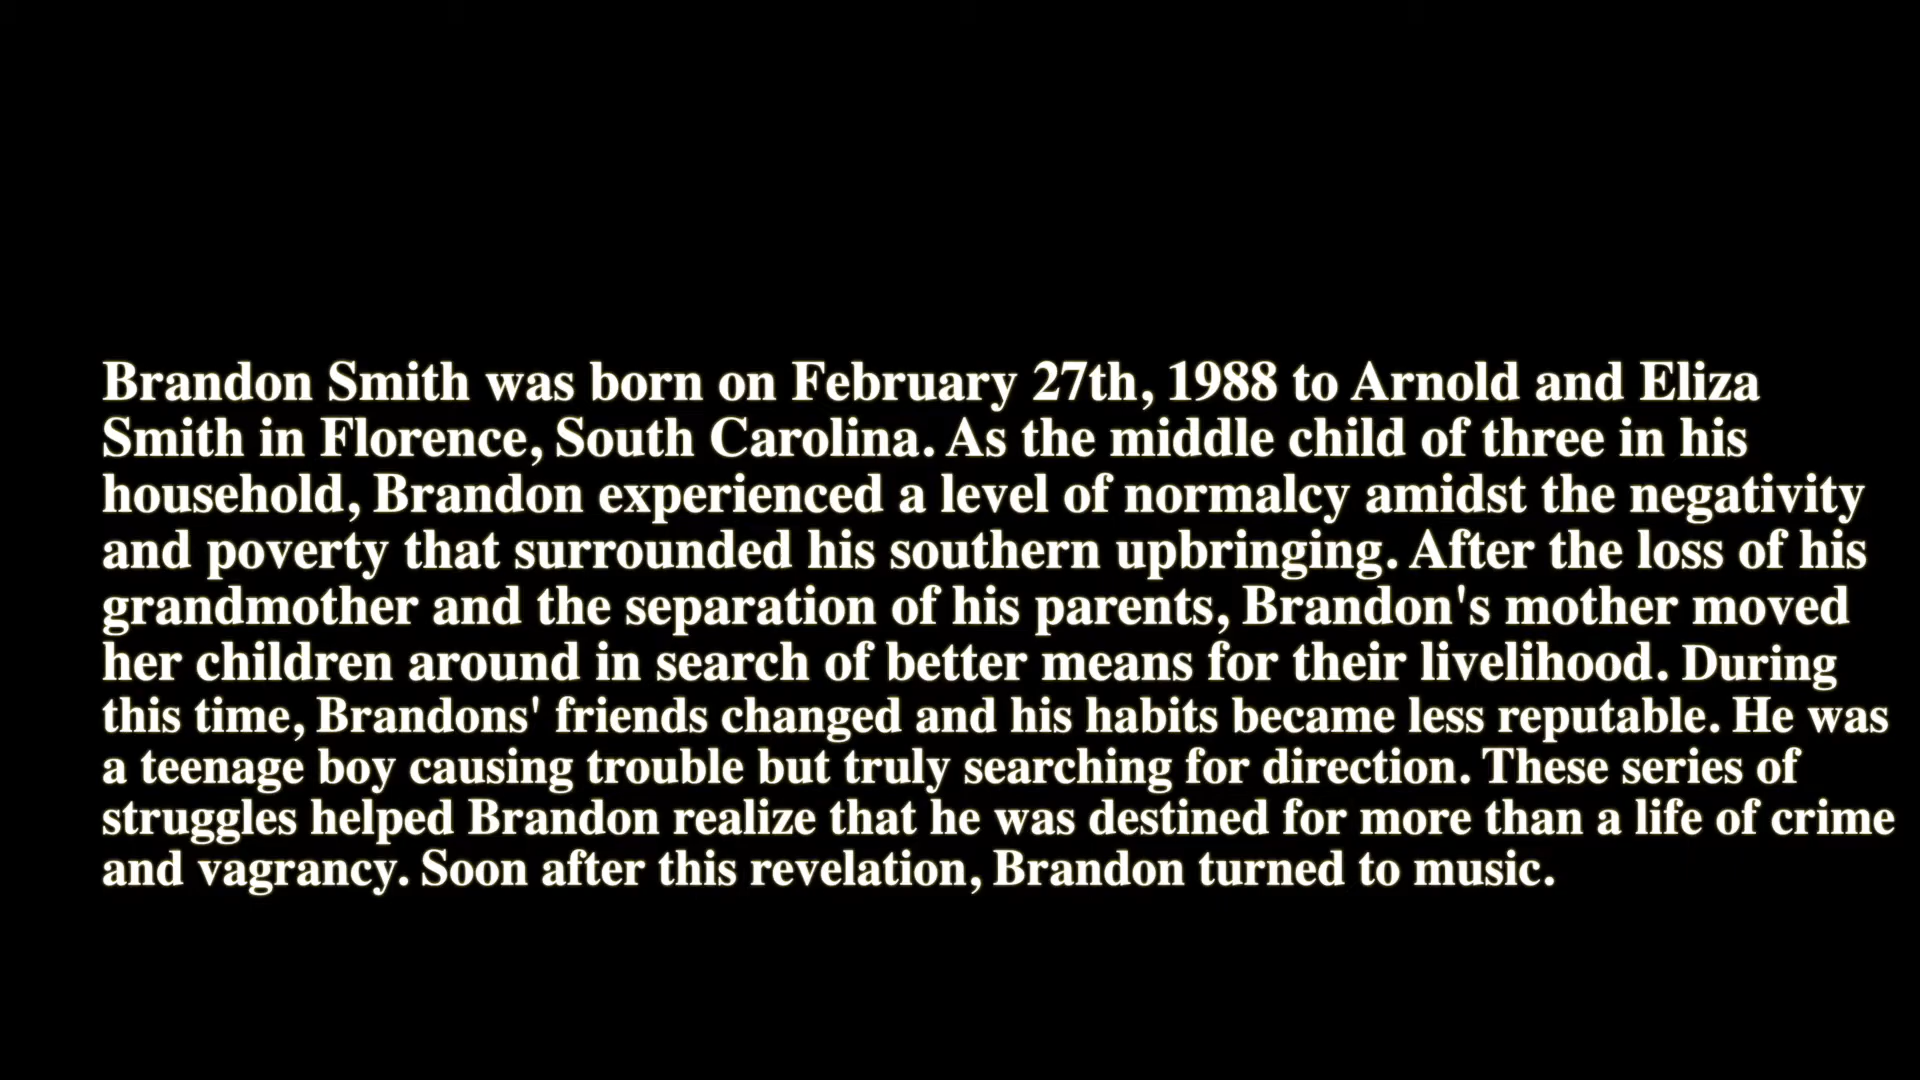 Brandon Smith was born on February 27th, 1988 to Arnold and Eliza
Smith in Florence, South Carolina. As the middle child of three in his
household, Brandon experienced a level of normalcy amidst the negativity
and poverty that surrounded his southern upbringing. After the loss of his
grandmother and the separation of his parents, Brandon's mother moved
her children around in search of better means for their livelihood. During
this time, Brandons' friends changed and his habits became less reputable. He was
a teenage boy causing trouble but truly searching for direction. These series of
struggles helped Brandon realize that he was destined for more than a life of crime
and vagrancy. Soon after this revelation, Brandon turned to music.